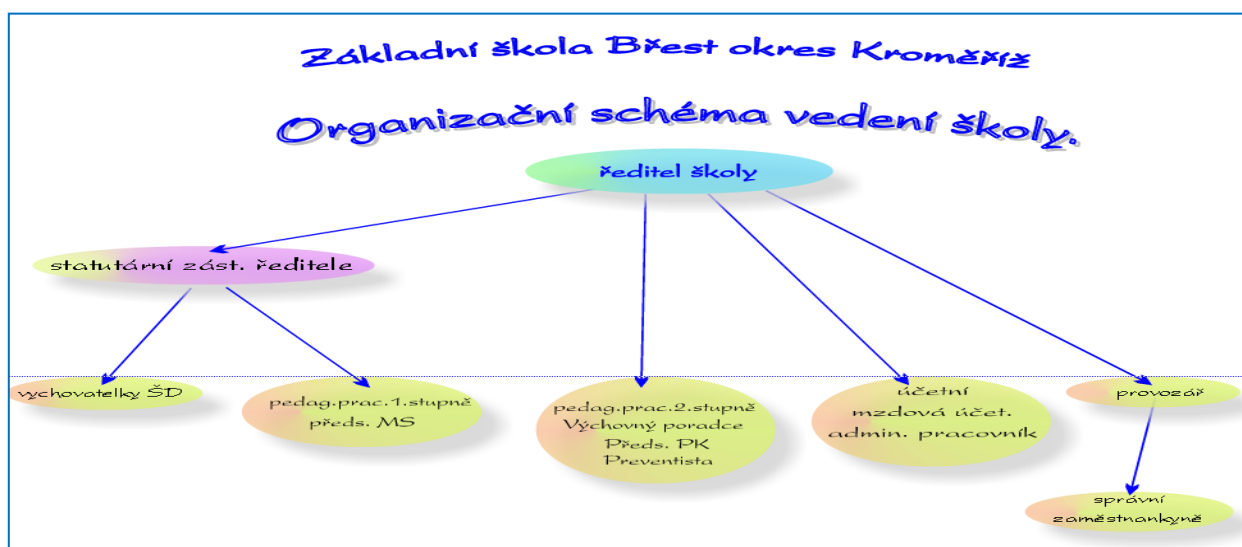 Základní škola Břest okres Kroměříž
Organizační schéma vedení školy.
ředitel školy
statutární zást. ředitele
vychovatelky ŠD
pedag.prac.1.stupně
předs. MS
pedag.prac.2.stupně
Výchovný poradce
Předs. PK
Preventista
účetní
mzdová účet.
admin. pracovník
provozář
správní
zaměstnankyně